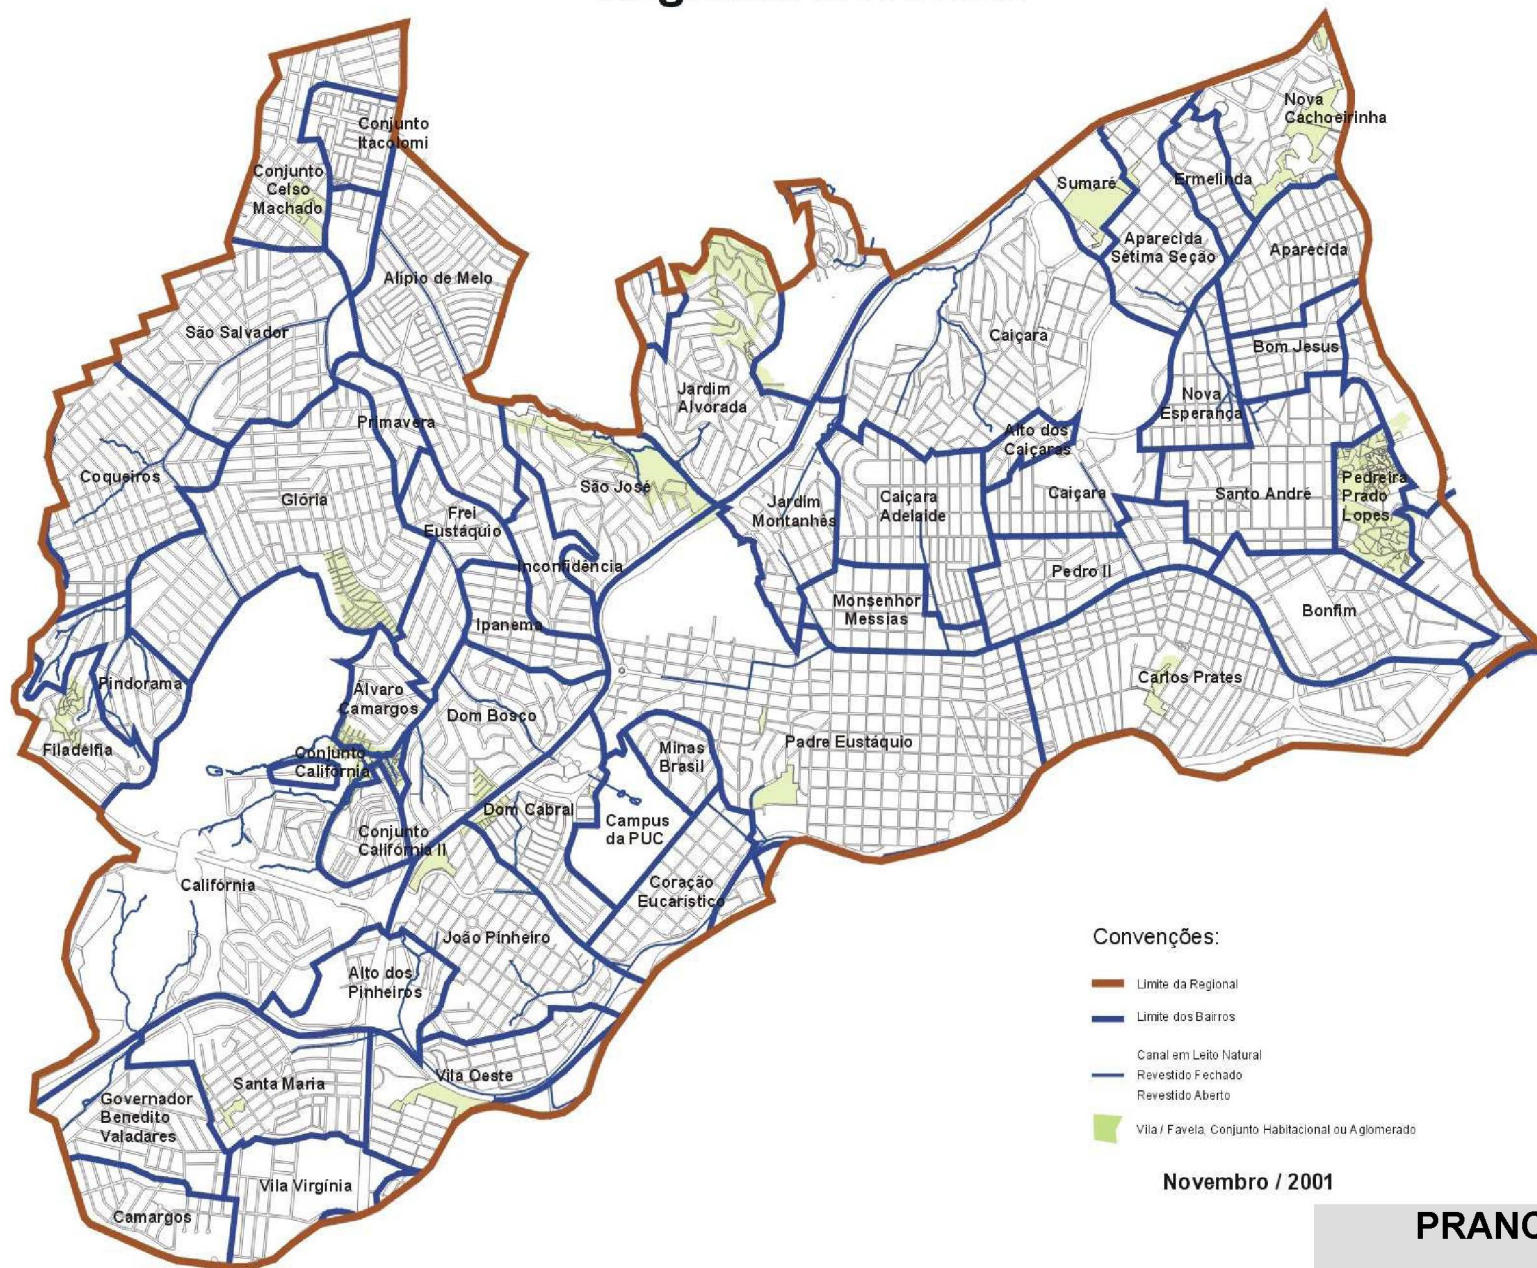 Nova
Cachoeirinha
Conjunto
Itacolomi
Conjunto
Celso
Machado
Sumaré
Ermelinda
Aparecida
Sétima Seção
Aparecida
Alípio de Melo
São Salvador
Caiçara
Bom Jesus
Jardim
Alvorada
Nova
Esperança
Primavera
Alto dos
Caiçaras
Coqueiros
Glória
São José
Jardim
Montanhês
Caiçara
Adelaide
Caiçara
Santo André
Pedreira
Prado
Lopes
Frei
Eustáquio
Inconfidência
Pedro II
Monsenhor
Messias
Bonfim
Ipanema
Pindorama
Álvaro
Camargos
Dom Bosco
Carlos Prates
Filadélfia
Conjunto
Califórnia
Minas
Brasil
Padre Eustáquio
Dom Cabral
Campus
da PUC
Conjunto
Califórnia II
Califórnia
Coração
Eucarístico
João Pinheiro
Alto dos
Pinheiros
Vila Oeste
Santa Maria
Governador
Benedito
Valadares
Vila Virgínia
Camargos
Convenções:
Limite da Regional
Limite dos Bairros
Canal em Leito Natural
Revestido Fechado
Revestido Aberto
Vila / Favela, Conjunto Habitacional ou Aglomerado
Novembro / 2001
PRANC